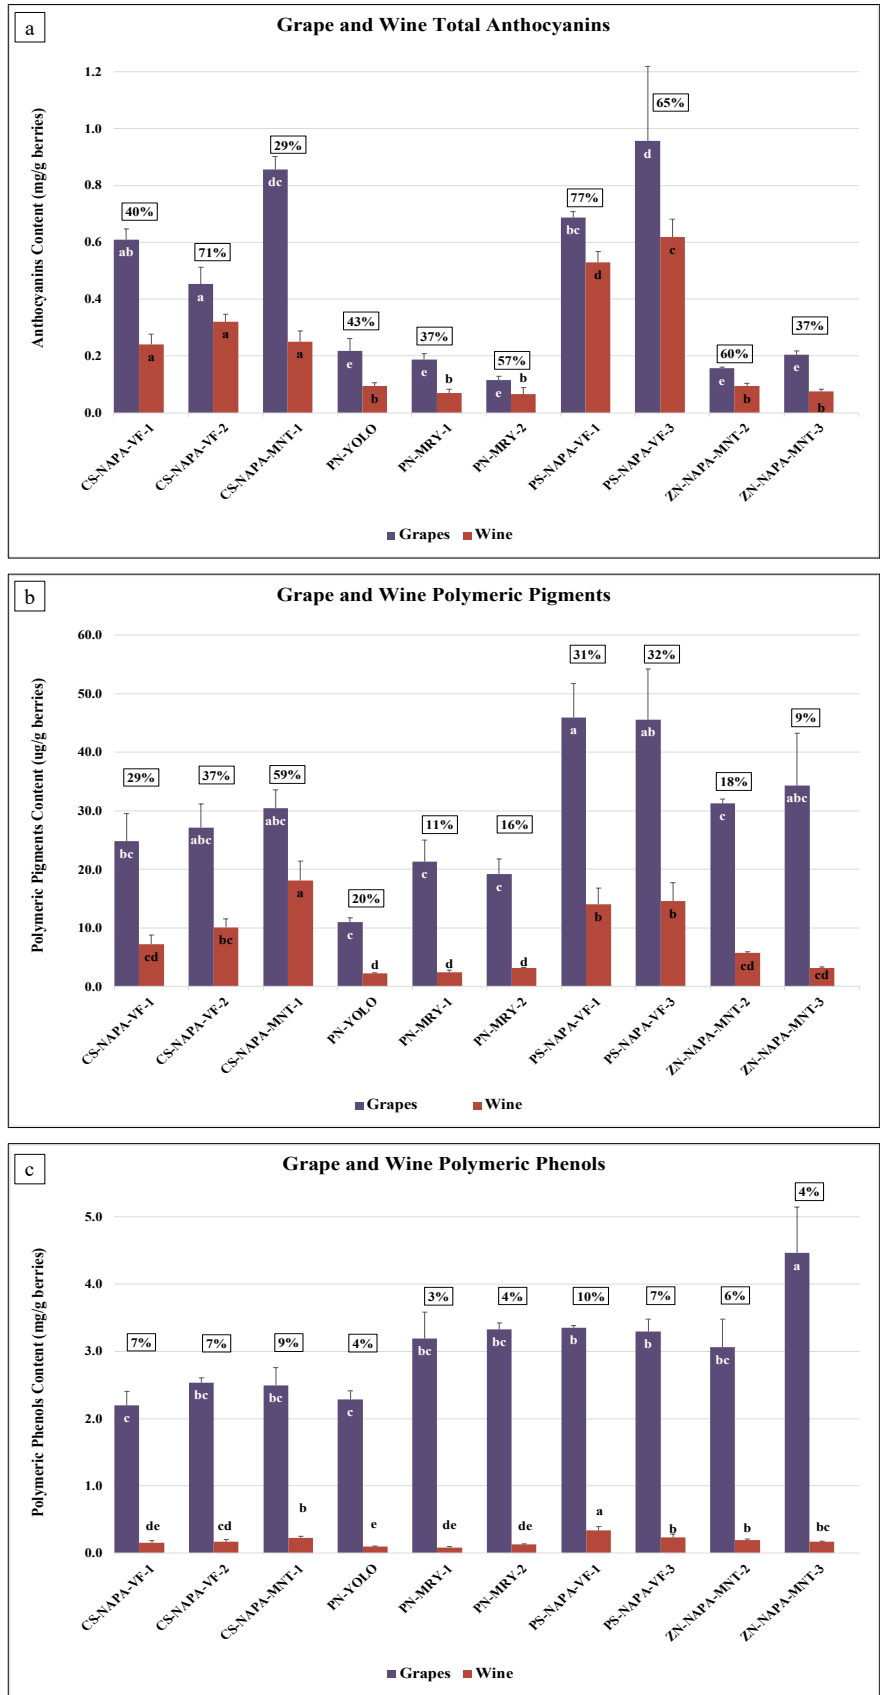 a
Grape and Wine Total Anthocyanins
Anthocyanins Content (mg/g berries)
1.2
1.0
0.8
0.6
0.4
0.2
0.0
40%
71%
29%
43%
37%
57%
77%
65%
60%
37%
ab a dc e e e bc d e e
a a a b b b d c b b
CS-NAPA-VF-1
CS-NAPA-VF-2
CS-NAPA-MNT-1
PN-YOLO
PN-MRY-1
PN-MRY-2
PS-NAPA-VF-1
PS-NAPA-VF-3
ZN-NAPA-MNT-2
ZN-NAPA-MNT-3
Grapes Wine
b
Grape and Wine Polymeric Pigments
Polymeric Pigments Content (ug/g berries)
60.0
50.0
40.0
30.0
20.0
10.0
0.0
29%
37%
59%
20%
11%
16%
31%
32%
18%
9%
bc abc abc c c c a ab c abc
cd bc a d d d b b cd cd
CS-NAPA-VF-1
CS-NAPA-VF-2
CS-NAPA-MNT-1
PN-YOLO
PN-MRY-1
PN-MRY-2
PS-NAPA-VF-1
PS-NAPA-VF-3
ZN-NAPA-MNT-2
ZN-NAPA-MNT-3
Grapes Wine
c
Grape and Wine Polymeric Phenols
Polymeric Phenols Content (mg/g berries)
5.0
4.0
3.0
2.0
1.0
0.0
7%
7%
9%
4%
3%
4%
10%
7%
6%
4%
c bc bc c bc bc b b bc a
de cd b e de de a b b bc
CS-NAPA-VF-1
CS-NAPA-VF-2
CS-NAPA-MNT-1
PN-YOLO
PN-MRY-1
PN-MRY-2
PS-NAPA-VF-1
PS-NAPA-VF-3
ZN-NAPA-MNT-2
ZN-NAPA-MNT-3
Grapes Wine